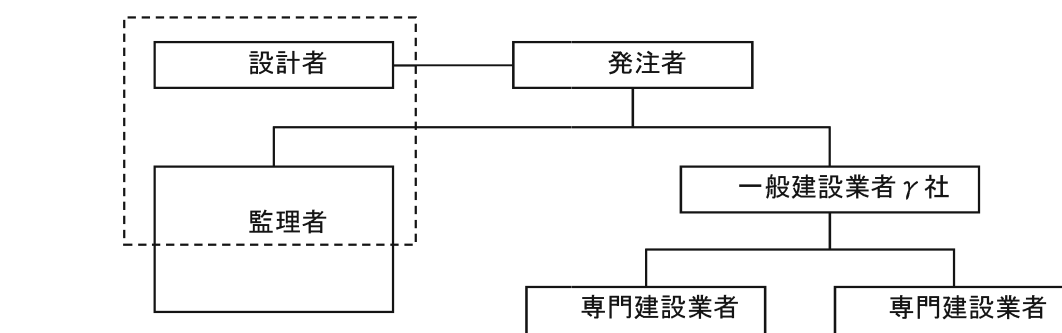 設計者
発注者
監理者
一般建設業者γ社
専門建設業者
専門建設業者